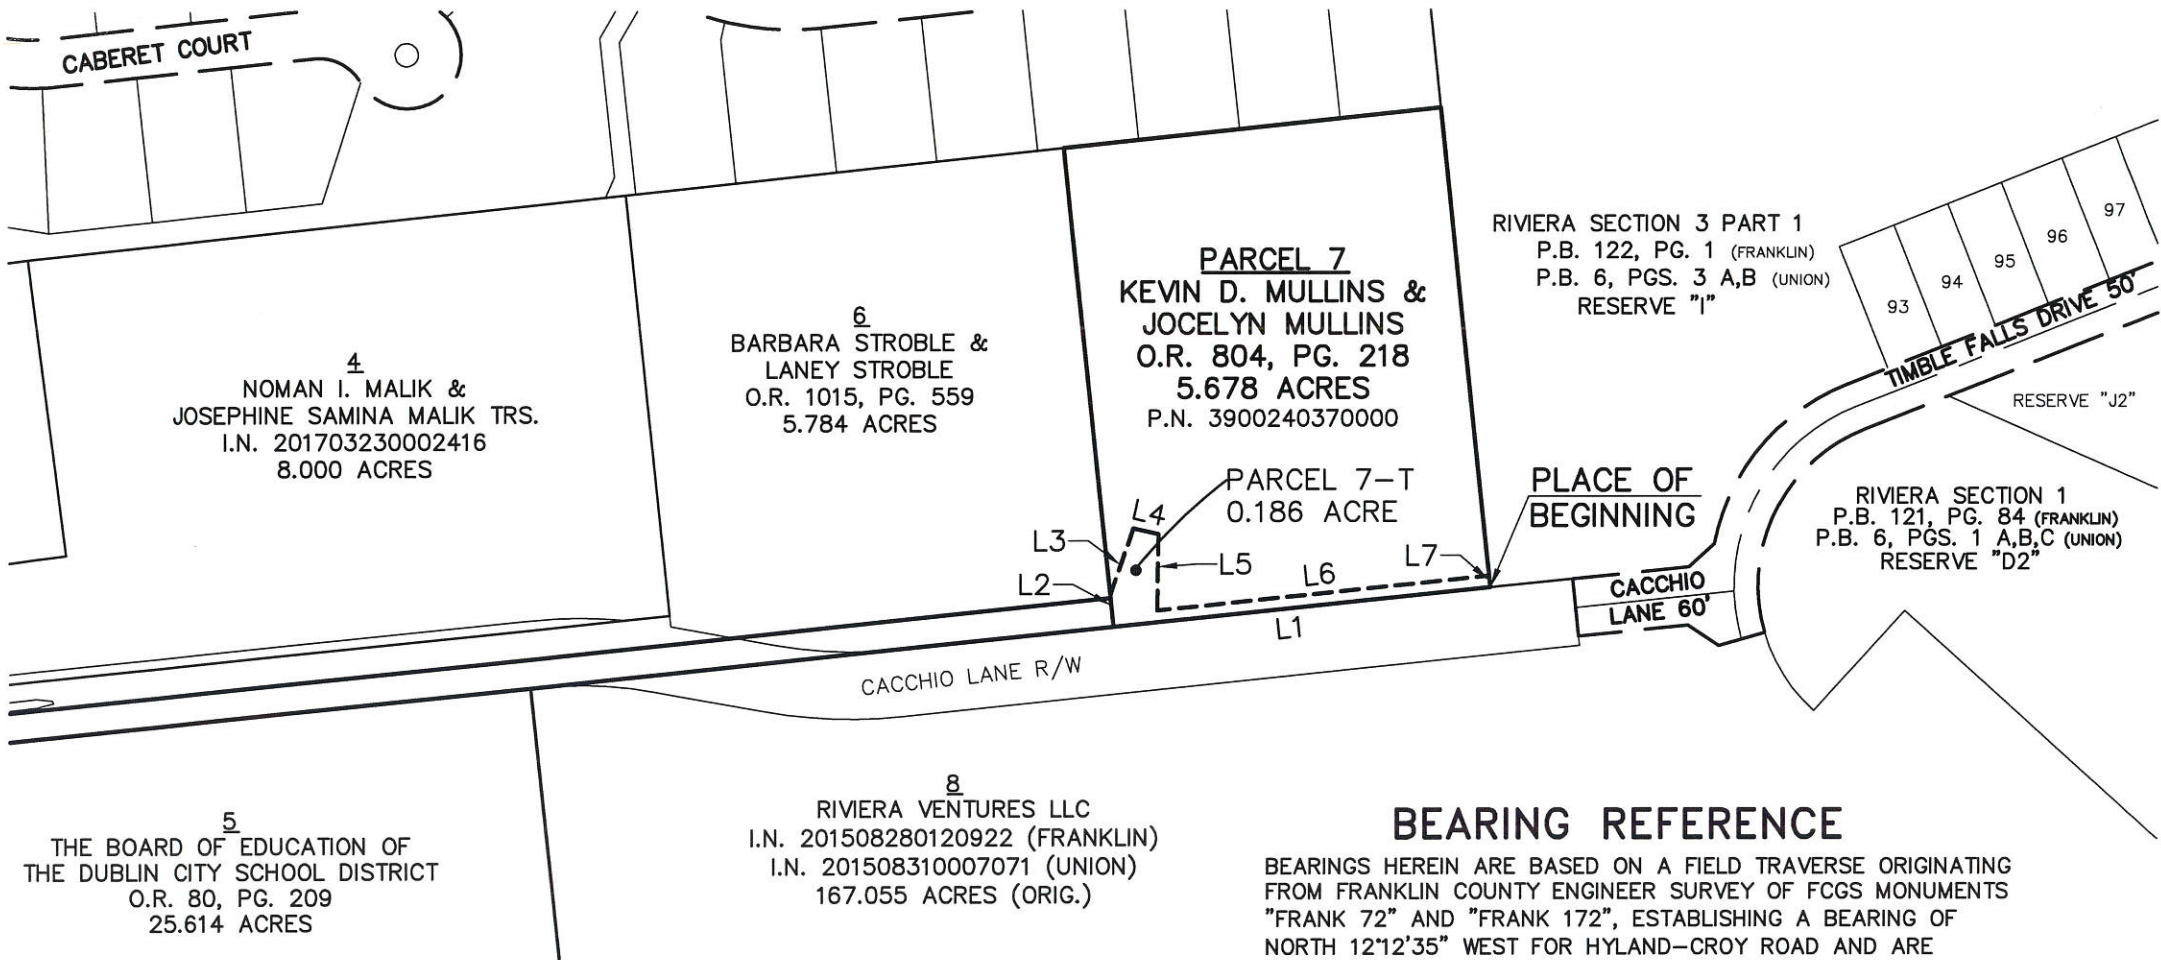 CABERET COURT
4
NOMAN I. MALIK &
JOSEPHINE SAMINA MALIK TRS.
I.N. 201703230002416
8.000 ACRES
6
BARBARA STROBLE &
LANEY STROBLE
O.R. 1015, PG. 559
5.784 ACRES
PARCEL 7
KEVIN D. MULLINS &
JOCELYN MULLINS
O.R. 804, PG. 218
5.678 ACRES
P.N. 3900240370000
PARCEL 7-T
0.186 ACRE
L4
L3
L5
L2
L6
L7
L1
PLACE OF
BEGINNING
RIVIERA SECTION 3 PART 1
P.B. 122, PG. 1 (FRANKLIN)
P.B. 6, PGS. 3 A,B (UNION)
RESERVE "I"
93
94
95
96
97
TIMBLE FALLS DRIVE 50'
RESERVE "J2"
RIVIERA SECTION 1
P.B. 121, PG. 84 (FRANKLIN)
P.B. 6, PGS. 1 A,B,C (UNION)
RESERVE "D2"
CACCHIO
LANE 60'
CACCHIO LANE R/W
5
THE BOARD OF EDUCATION OF
THE DUBLIN CITY SCHOOL DISTRICT
O.R. 80, PG. 209
25.614 ACRES
8
RIVIERA VENTURES LLC
I.N. 201508280120922 (FRANKLIN)
I.N. 201508310007071 (UNION)
167.055 ACRES (ORIG.)
BEARING REFERENCE
BEARINGS HEREIN ARE BASED ON A FIELD TRAVERSE ORIGINATING
FROM FRANKLIN COUNTY ENGINEER SURVEY OF FCGS MONUMENTS
"FRANK 72" AND "FRANK 172", ESTABLISHING A BEARING OF
NORTH 12°12'35" WEST FOR HYLAND-CROY ROAD AND ARE